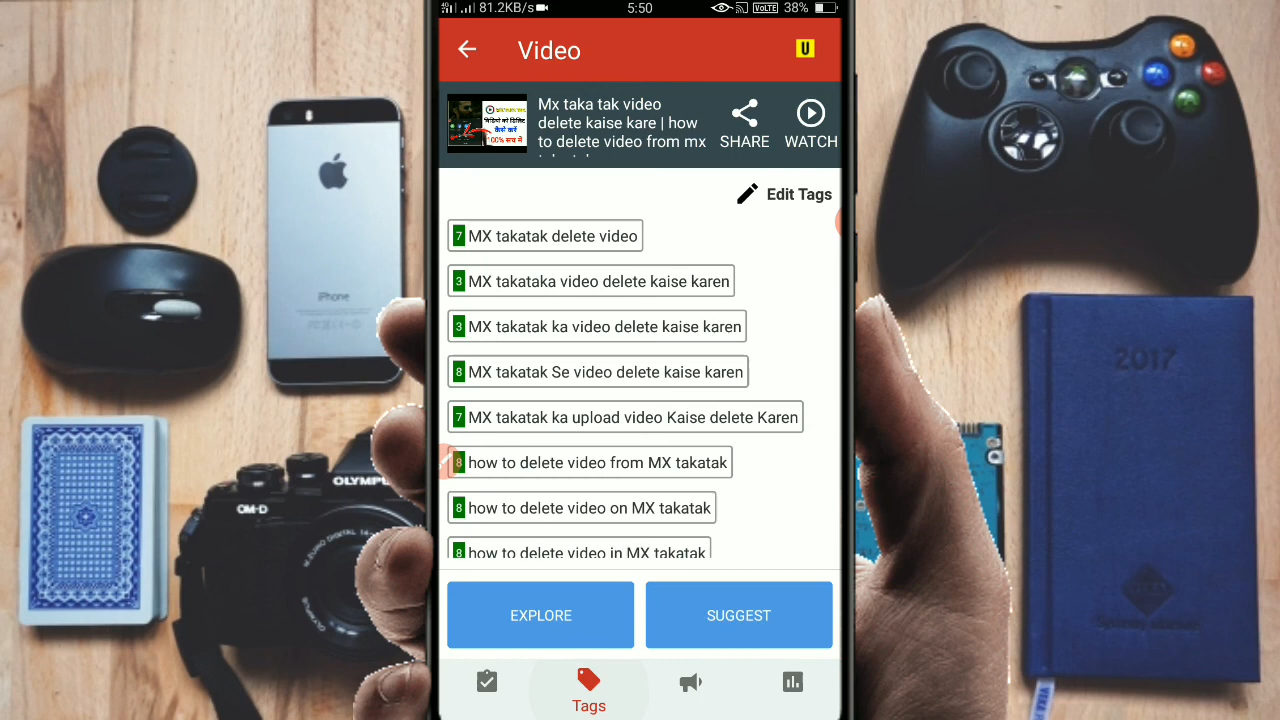 81.2KB/s
5:50
VoLTE
38%
Video
U
Mx taka tak video
delete kaise kare | how
to delete video from mx
SHARE
WATCH
100% सच में
Edit Tags
7 MX takatak delete video
3 MX takataka video delete kaise karen
3 MX takatak ka video delete kaise karen
8 MX takatak Se video delete kaise karen
7 MX takatak ka upload video Kaise delete Karen
8 how to delete video from MX takatak
8 how to delete video on MX takatak
8 how to delete video in MX takatak
EXPLORE
SUGGEST
Tags
iPhone
OLYMPUS
OM-D
2017